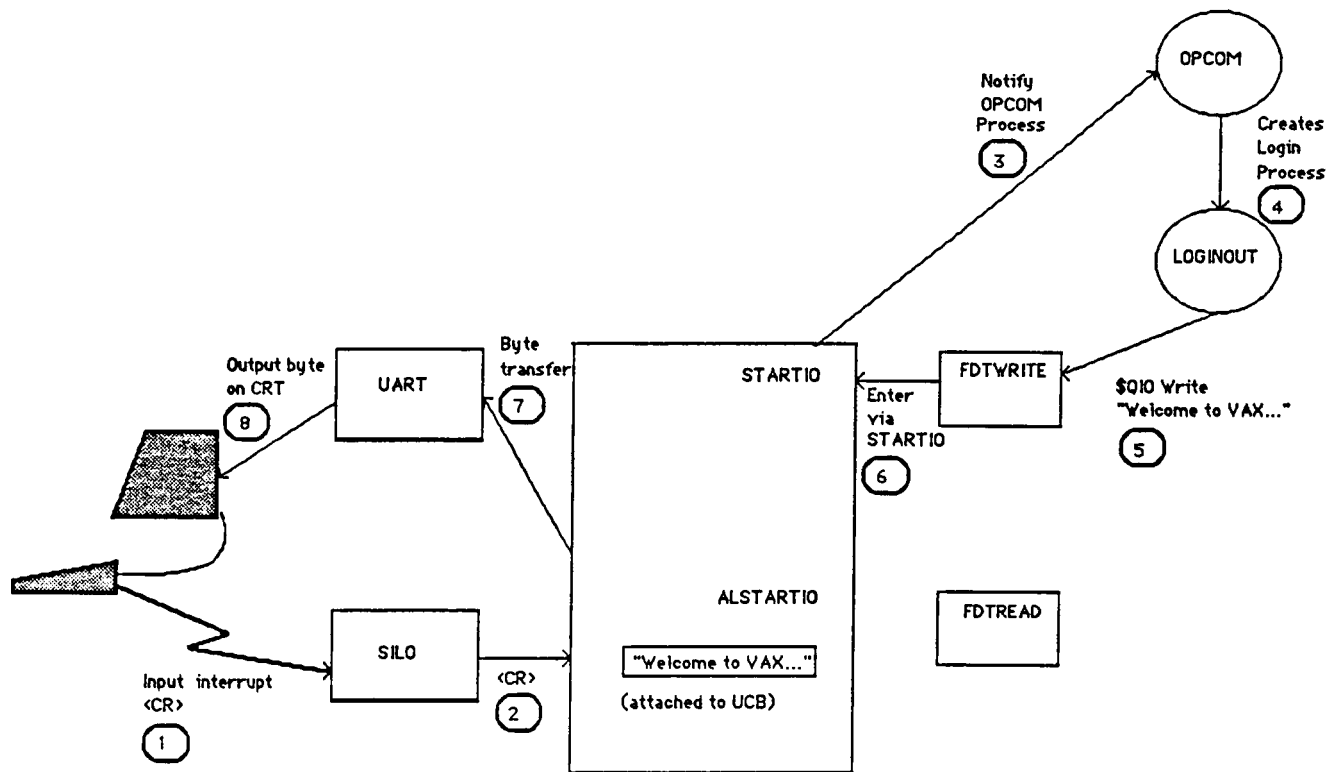 OPCOM
Notify
OPCOM
Process
3
Creates
Login
Process
4
LOGINOUT
Output byte
on CRT
8
UART
Byte
transfer
7
STARTIO
Enter
via
STARTIO
6
FDTWRITE
$QIO Write
"Welcome to VAX..."
5
ALSTARTIO
"Welcome to VAX..."
(attached to UCB)
FDTREAD
Input interrupt
<CR>
1
SILO
<CR>
2